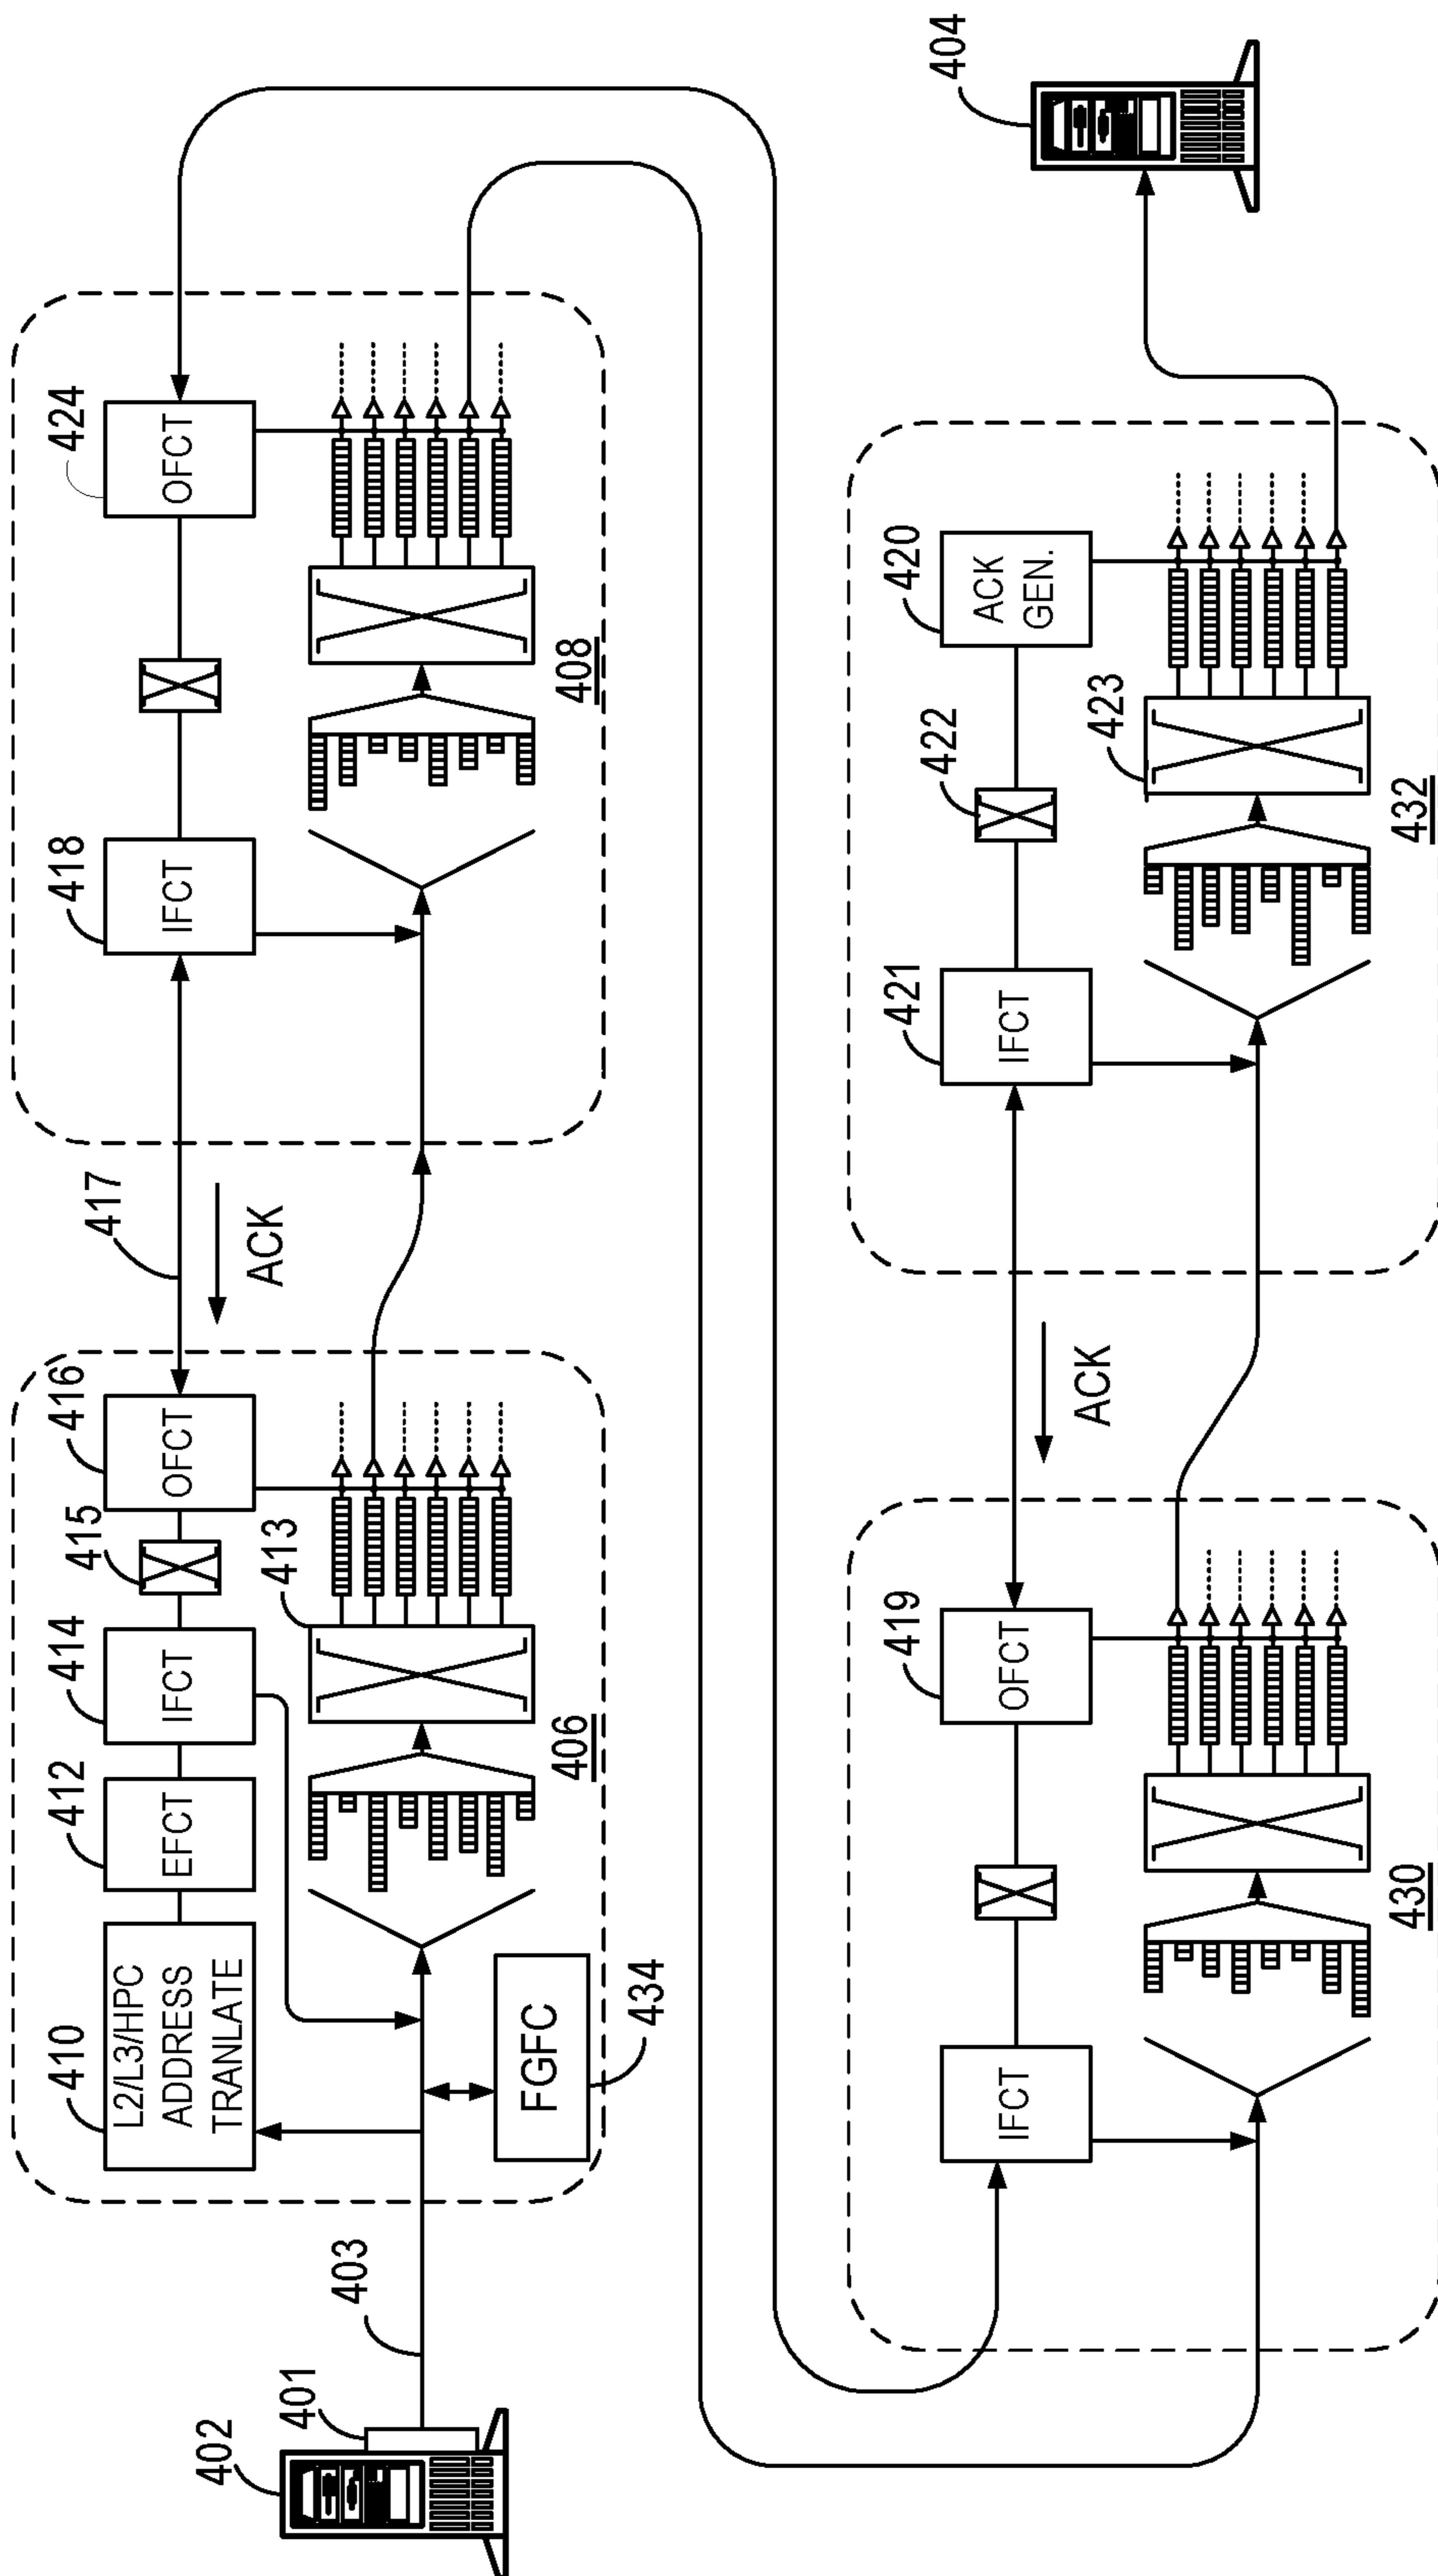 410
L2/L3/HPC
ADDRESS
TRANLATE
412
EFCT
414
IFCT
415
416
OFCT
417
ACK
418
IFCT
424
OFCT
402
401
403
FGFC
434
406
413
408
IFCT
430
419
OFCT
ACK
421
IFCT
422
420
ACK
GEN.
423
432
404